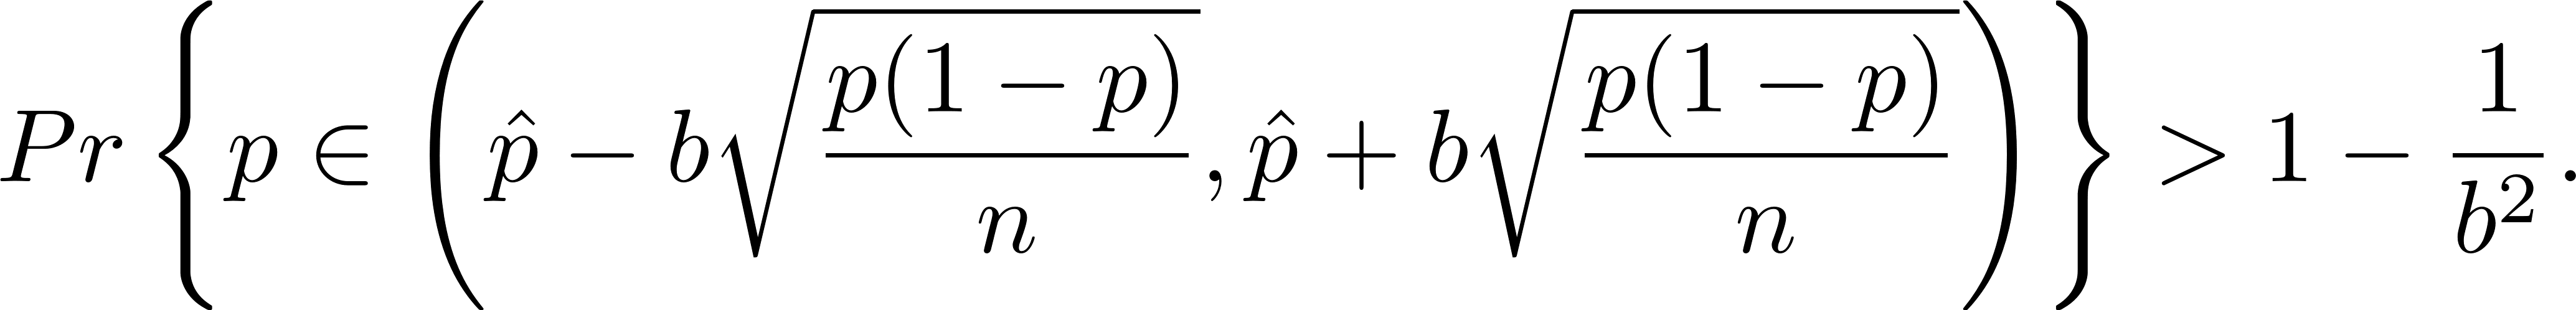 $Pr\left\{p \in \left(\hat{p} - b\sqrt{\frac{p(1-p)}{n}}, \hat{p} + b\sqrt{\frac{p(1-p)}{n}}\right)\right\} > 1 - \frac{1}{b^2}.$